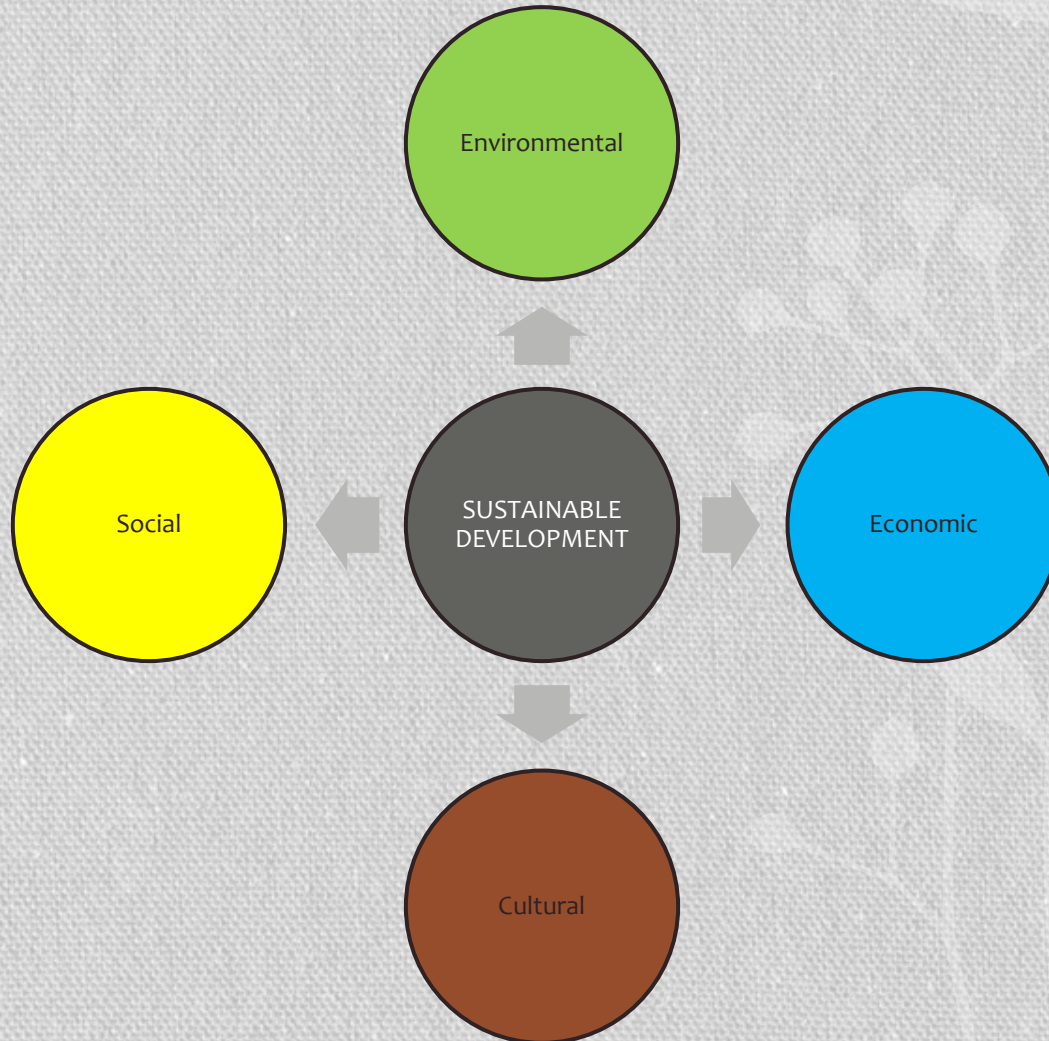 Environmental
Social
SUSTAINABLE
DEVELOPMENT
Economic
Cultural